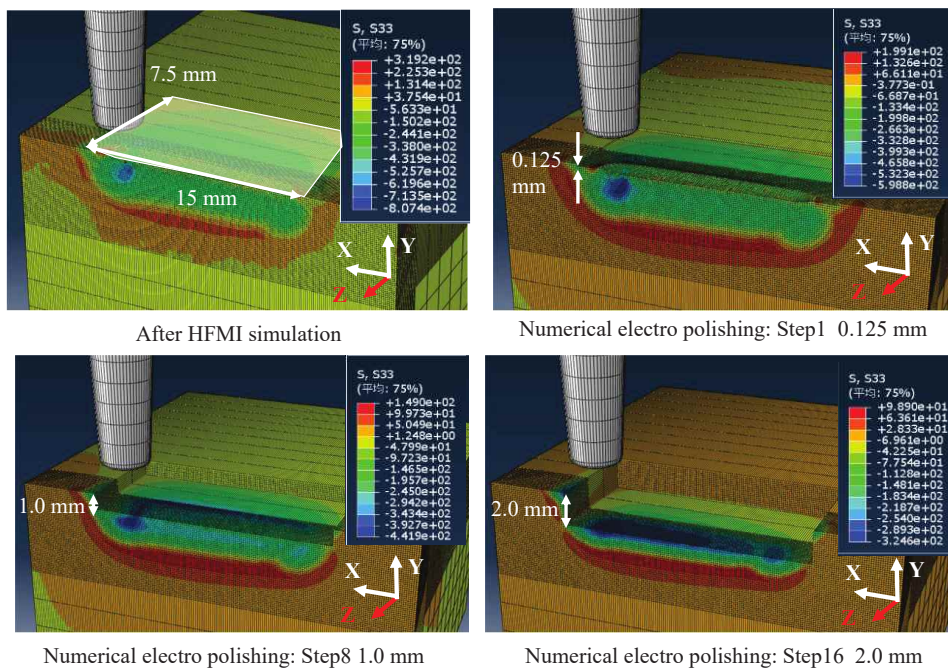 7.5 mm
15 mm
X
Y
Z
S, S33
(平均: 75%)
+3.192e+02
+2.253e+02
+1.314e+02
+3.754e+01
-5.633e+01
-1.502e+02
-2.441e+02
-3.380e+02
-4.319e+02
-5.257e+02
-6.196e+02
-7.135e+02
-8.074e+02
After HFMI simulation
0.125
mm
X
Y
Z
S, S33
(平均: 75%)
+1.991e+02
+1.326e+02
+6.611e+01
-3.773e-01
-6.687e+01
-1.334e+02
-1.998e+02
-2.663e+02
-3.328e+02
-3.993e+02
-4.658e+02
-5.323e+02
-5.988e+02
Numerical electro polishing: Step1 0.125 mm
1.0 mm
X
Y
Z
S, S33
(平均: 75%)
+1.490e+02
+9.973e+01
+5.049e+01
+1.248e+00
-4.799e+01
-9.723e+01
-1.465e+02
-1.957e+02
-2.450e+02
-2.942e+02
-3.434e+02
-3.927e+02
-4.419e+02
Numerical electro polishing: Step8 1.0 mm
2.0 mm
X
Y
Z
S, S33
(平均: 75%)
+9.890e+01
+6.361e+01
+2.833e+01
-6.961e+00
-4.225e+01
-7.754e+01
-1.128e+02
-1.481e+02
-1.834e+02
-2.187e+02
-2.540e+02
-2.893e+02
-3.246e+02
Numerical electro polishing: Step16 2.0 mm